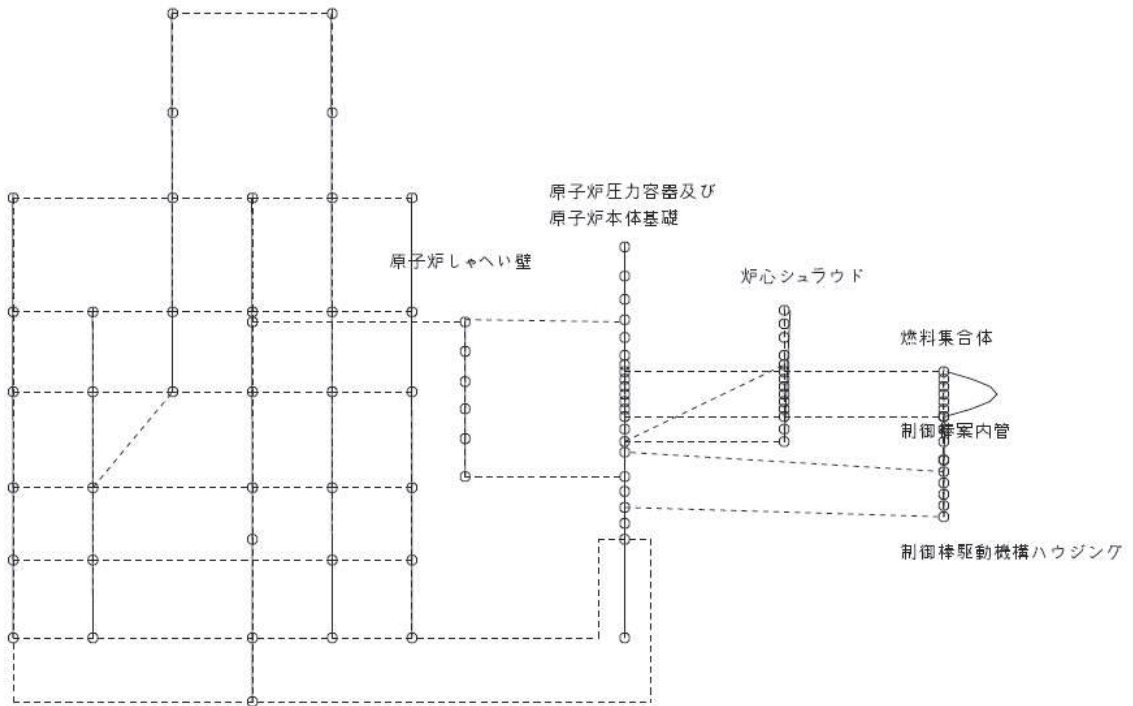 原子炉圧力容器及び
原子炉本体基礎
原子炉しゃへい壁
炉心シュラウド
燃料集合体
制御棒案内管
制御棒駆動機構ハウジング